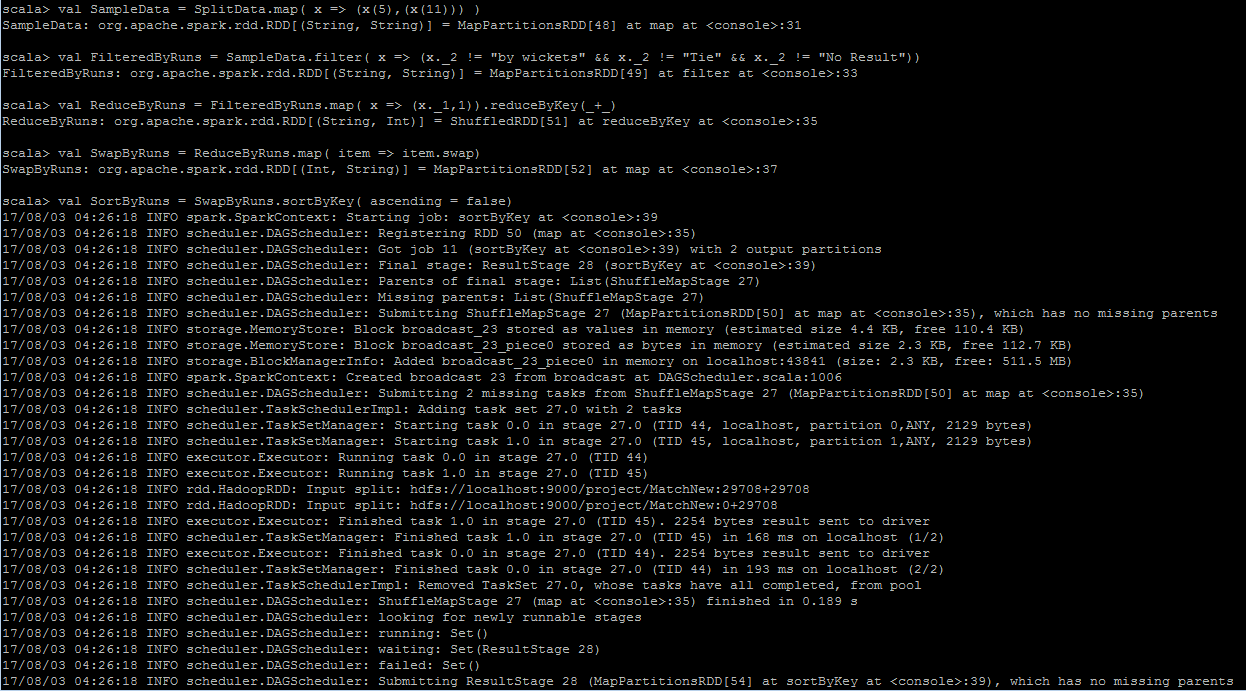 scala> val SampleData = SplitData.map( x => (x(5),(x(11))) )
SampleData: org.apache.spark.rdd.RDD[(String, String)] = MapPartitionsRDD[48] at map at <console>:31
scala> val FilteredByRuns = SampleData.filter( x => (x._2 != "by wickets" && x._2 != "Tie" && x._2 != "No Result"))
FilteredByRuns: org.apache.spark.rdd.RDD[(String, String)] = MapPartitionsRDD[49] at filter at <console>:33
scala> val ReduceByRuns = FilteredByRuns.map( x => (x._1,1)).reduceByKey(_+_)
ReduceByRuns: org.apache.spark.rdd.RDD[(String, Int)] = ShuffledRDD[51] at reduceByKey at <console>:35
scala> val SwapByRuns = ReduceByRuns.map( item => item.swap)
SwapByRuns: org.apache.spark.rdd.RDD[(Int, String)] = MapPartitionsRDD[52] at map at <console>:37
scala> val SortByRuns = SwapByRuns.sortByKey( ascending = false)
17/08/03 04:26:18 INFO spark.SparkContext: Starting job: sortByKey at <console>:39
17/08/03 04:26:18 INFO scheduler.DAGScheduler: Registering RDD 50 (map at <console>:35)
17/08/03 04:26:18 INFO scheduler.DAGScheduler: Got job 11 (sortByKey at <console>:39) with 2 output partitions
17/08/03 04:26:18 INFO scheduler.DAGScheduler: Final stage: ResultStage 28 (sortByKey at <console>:39)
17/08/03 04:26:18 INFO scheduler.DAGScheduler: Parents of final stage: List(ShuffleMapStage 27)
17/08/03 04:26:18 INFO scheduler.DAGScheduler: Missing parents: List(ShuffleMapStage 27)
17/08/03 04:26:18 INFO scheduler.DAGScheduler: Submitting ShuffleMapStage 27 (MapPartitionsRDD[50] at map at <console>:35), which has no missing parents
17/08/03 04:26:18 INFO storage.MemoryStore: Block broadcast_23 stored as values in memory (estimated size 4.4 KB, free 110.4 KB)
17/08/03 04:26:18 INFO storage.MemoryStore: Block broadcast_23_piece0 stored as bytes in memory (estimated size 2.3 KB, free 112.7 KB)
17/08/03 04:26:18 INFO storage.BlockManagerInfo: Added broadcast_23_piece0 in memory on localhost:43841 (size: 2.3 KB, free: 511.5 MB)
17/08/03 04:26:18 INFO spark.SparkContext: Created broadcast 23 from broadcast at DAGScheduler.scala:1006
17/08/03 04:26:18 INFO scheduler.DAGScheduler: Submitting 2 missing tasks from ShuffleMapStage 27 (MapPartitionsRDD[50] at map at <console>:35)
17/08/03 04:26:18 INFO scheduler.TaskSchedulerImpl: Adding task set 27.0 with 2 tasks
17/08/03 04:26:18 INFO scheduler.TaskSetManager: Starting task 0.0 in stage 27.0 (TID 44, localhost, partition 0,ANY, 2129 bytes)
17/08/03 04:26:18 INFO scheduler.TaskSetManager: Starting task 1.0 in stage 27.0 (TID 45, localhost, partition 1,ANY, 2129 bytes)
17/08/03 04:26:18 INFO executor.Executor: Running task 0.0 in stage 27.0 (TID 44)
17/08/03 04:26:18 INFO executor.Executor: Running task 1.0 in stage 27.0 (TID 45)
17/08/03 04:26:18 INFO rdd.HadoopRDD: Input split: hdfs://localhost:9000/project/MatchNew:29708+29708
17/08/03 04:26:18 INFO rdd.HadoopRDD: Input split: hdfs://localhost:9000/project/MatchNew:0+29708
17/08/03 04:26:18 INFO executor.Executor: Finished task 1.0 in stage 27.0 (TID 45). 2254 bytes result sent to driver
17/08/03 04:26:18 INFO scheduler.TaskSetManager: Finished task 1.0 in stage 27.0 (TID 45) in 168 ms on localhost (1/2)
17/08/03 04:26:18 INFO executor.Executor: Finished task 0.0 in stage 27.0 (TID 44). 2254 bytes result sent to driver
17/08/03 04:26:18 INFO scheduler.TaskSetManager: Finished task 0.0 in stage 27.0 (TID 44) in 193 ms on localhost (2/2)
17/08/03 04:26:18 INFO scheduler.TaskSchedulerImpl: Removed TaskSet 27.0, whose tasks have all completed, from pool
17/08/03 04:26:18 INFO scheduler.DAGScheduler: ShuffleMapStage 27 (map at <console>:35) finished in 0.189 s
17/08/03 04:26:18 INFO scheduler.DAGScheduler: looking for newly runnable stages
17/08/03 04:26:18 INFO scheduler.DAGScheduler: running: Set()
17/08/03 04:26:18 INFO scheduler.DAGScheduler: waiting: Set(ResultStage 28)
17/08/03 04:26:18 INFO scheduler.DAGScheduler: failed: Set()
17/08/03 04:26:18 INFO scheduler.DAGScheduler: Submitting ResultStage 28 (MapPartitionsRDD[54] at sortByKey at <console>:39), which has no missing parents